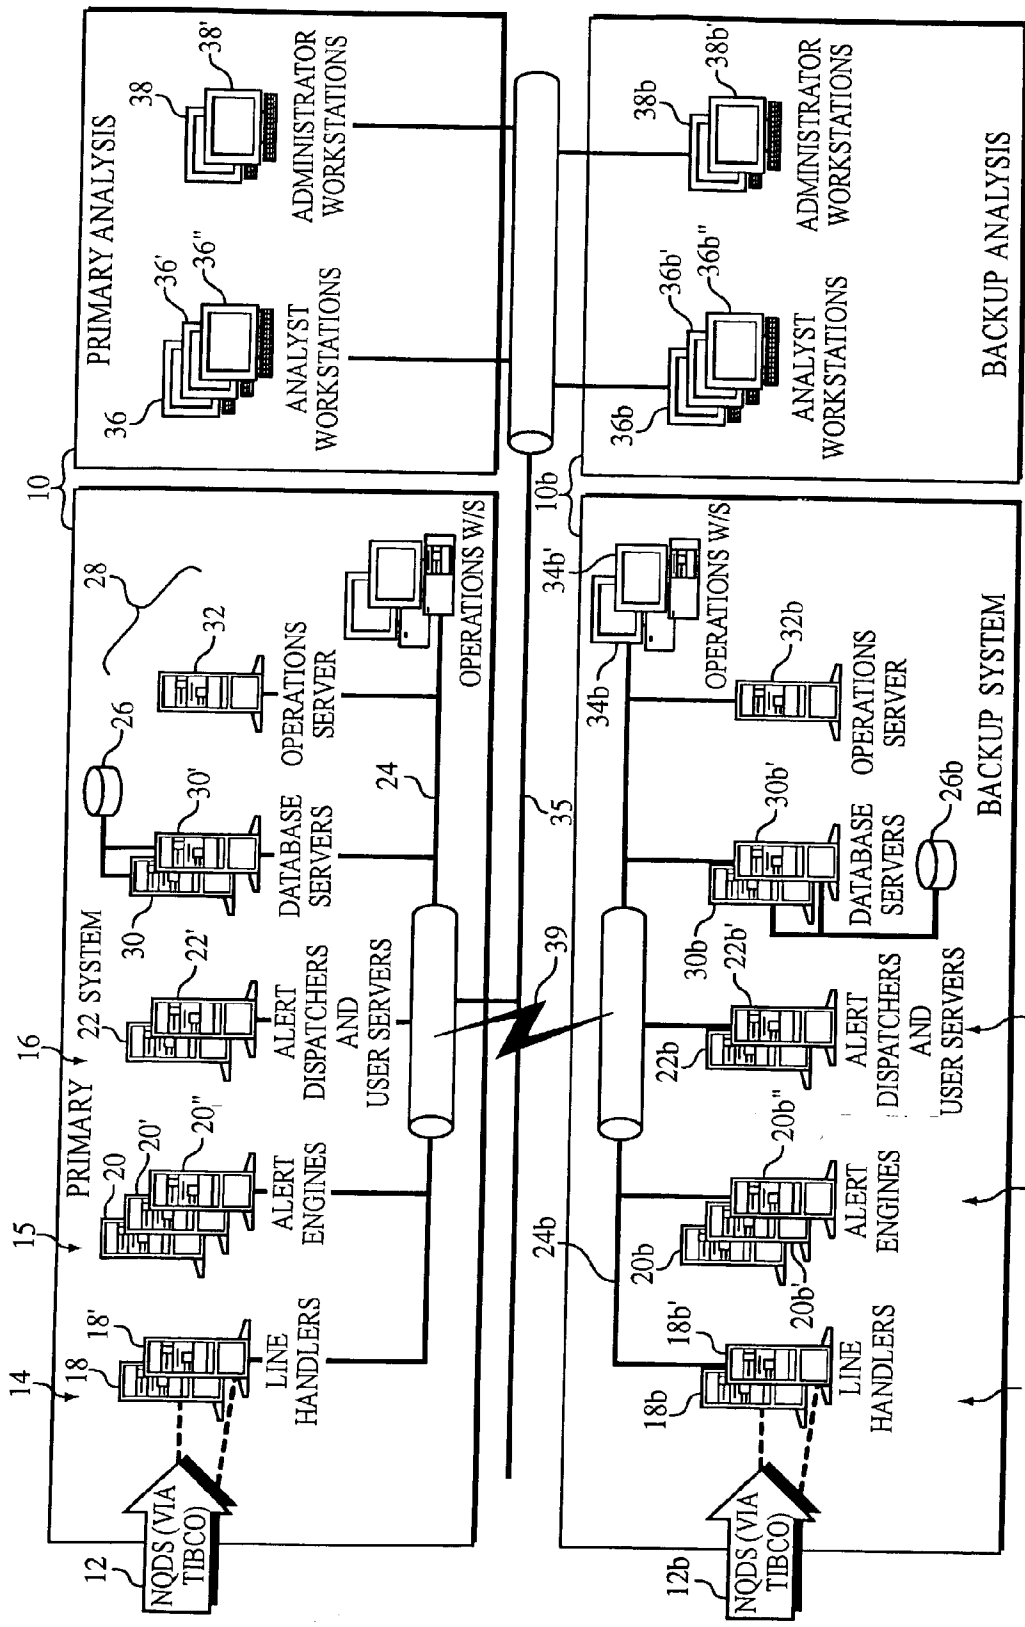 10
PRIMARY SYSTEM
PRIMARY ANALYSIS
14
15
16
28
12
NQDS (VIA
TIBCO)
18
18'
20
20'
20"
22
22'
30
30'
26
32
LINE
HANDLERS
ALERT
ENGINES
ALERT
DISPATCHERS
AND
USER SERVERS
DATABASE
SERVERS
OPERATIONS
SERVER
OPERATIONS W/S
24
36
36'
36"
ANALYST
WORKSTATIONS
38
38'
ADMINISTRATOR
WORKSTATIONS
35
39
10b
12b
NQDS (VIA
TIBCO)
24b
18b
18b'
20b
20b'
20b"
22b
22b'
30b
30b'
26b
32b
34b
34b'
OPERATIONS W/S
LINE
HANDLERS
ALERT
ENGINES
ALERT
DISPATCHERS
AND
USER SERVERS
DATABASE
SERVERS
OPERATIONS
SERVER
BACKUP SYSTEM
36b
36b'
36b"
ANALYST
WORKSTATIONS
38b
38b'
ADMINISTRATOR
WORKSTATIONS
BACKUP ANALYSIS